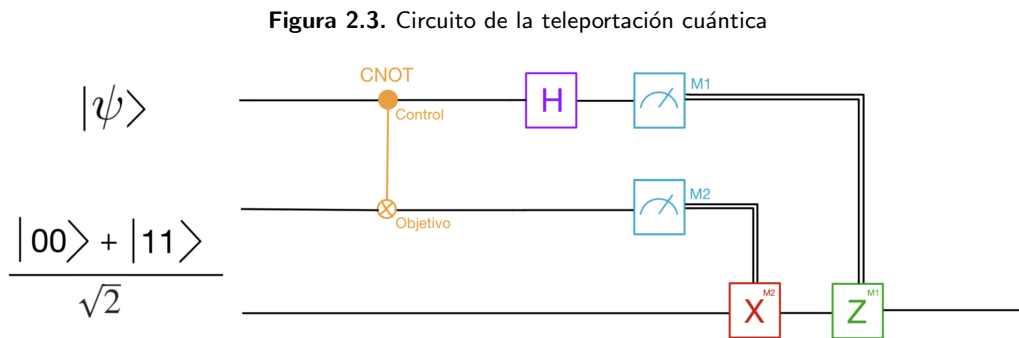 Figura 2.3. Circuito de la teleportación cuántica
CNOT
|ψ⟩
Control
H
M1
Objetivo
M2
|00⟩ + |11⟩
√2
X M2
Z M1